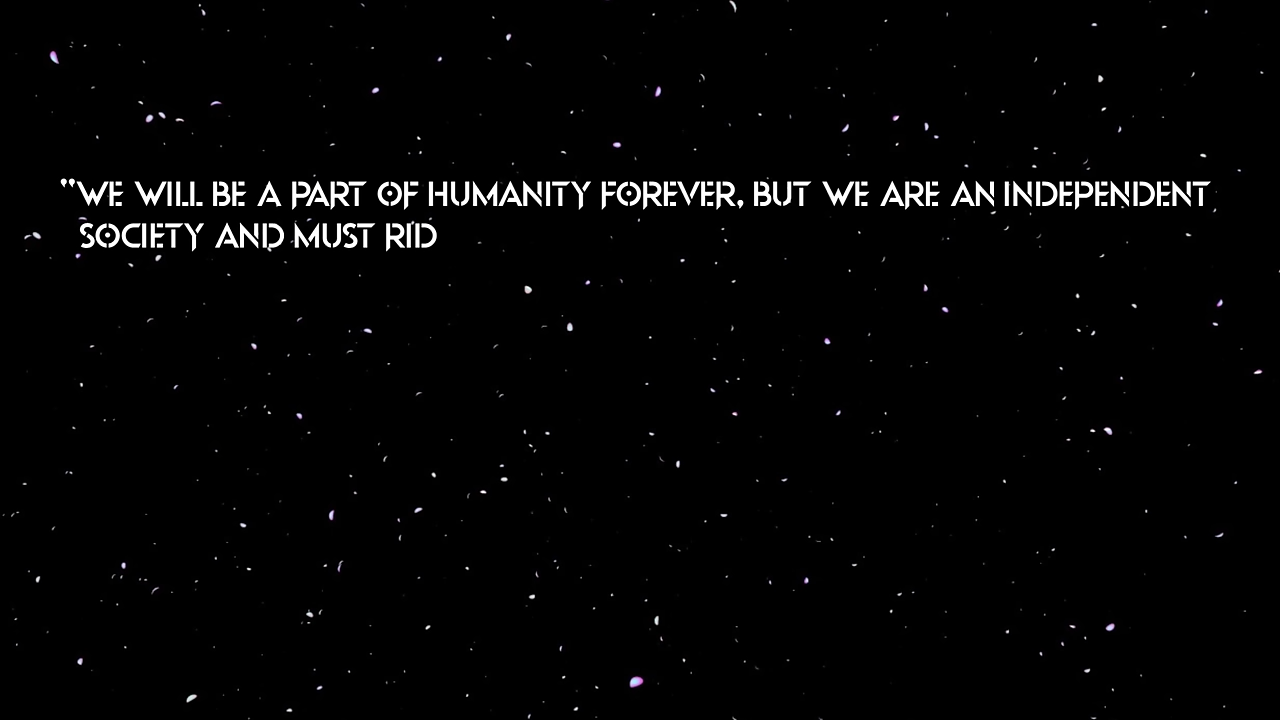 "WE WILL BE A PART OF HUMANITY FOREVER, BUT WE ARE AN INDEPENDENT
SOCIETY AND MUST RID